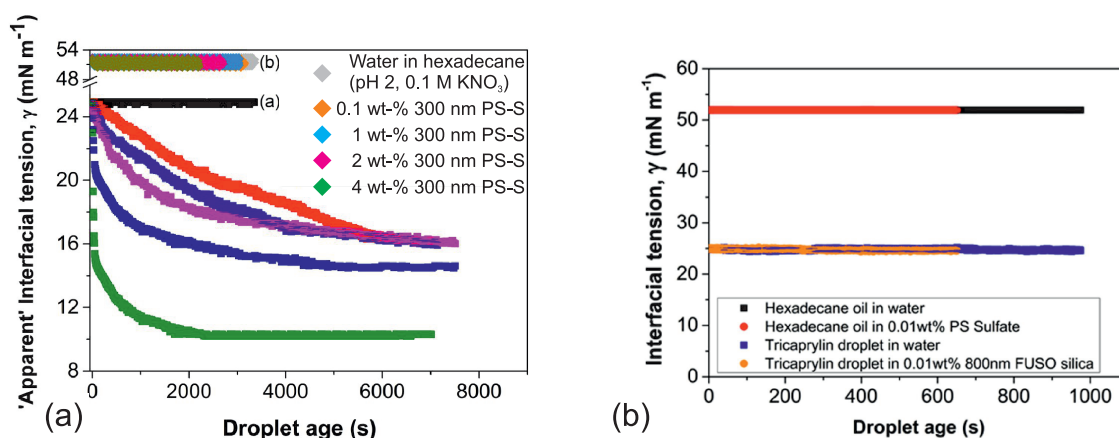 'Apparent' Interfacial tension, γ (mN m⁻¹)
54
48
24
20
16
12
8
(b)
(a)
Water in hexadecane
(pH 2, 0.1 M KNO₃)
0.1 wt-% 300 nm PS-S
1 wt-% 300 nm PS-S
2 wt-% 300 nm PS-S
4 wt-% 300 nm PS-S
0 2000 4000 6000 8000
Droplet age (s)
(a)
Interfacial tension, γ (mN m⁻¹)
60
50
40
30
20
10
0
Hexadecane oil in water
Hexadecane oil in 0.01wt% PS Sulfate
Tricaprylin droplet in water
Tricaprylin droplet in 0.01wt% 800nm FUSO silica
0 200 400 600 800 1000
Droplet age (s)
(b)